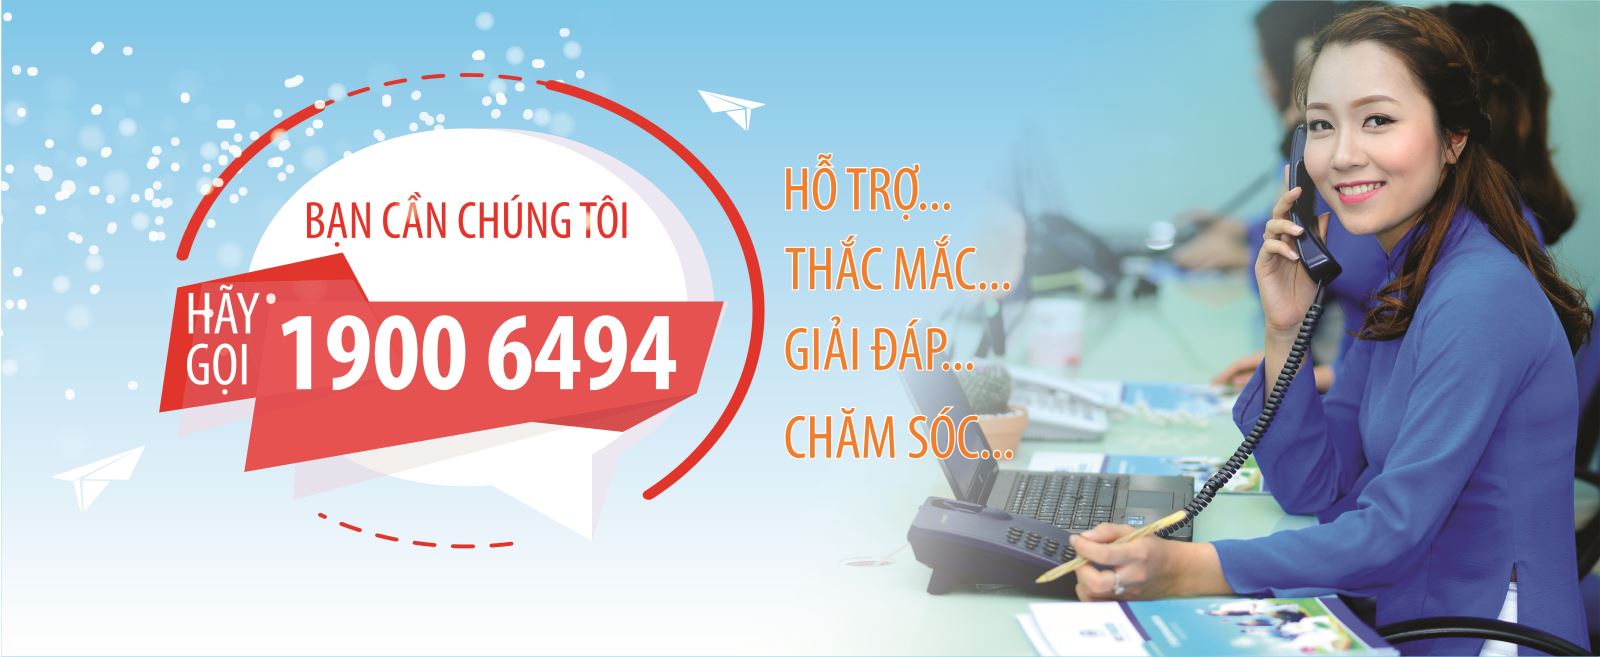 BẠN CẦN CHÚNG TÔI
HÃY
GỌI
1900 6494
HỖ TRỢ...
THẮC MẮC...
GIẢI ĐÁP...
CHĂM SÓC...